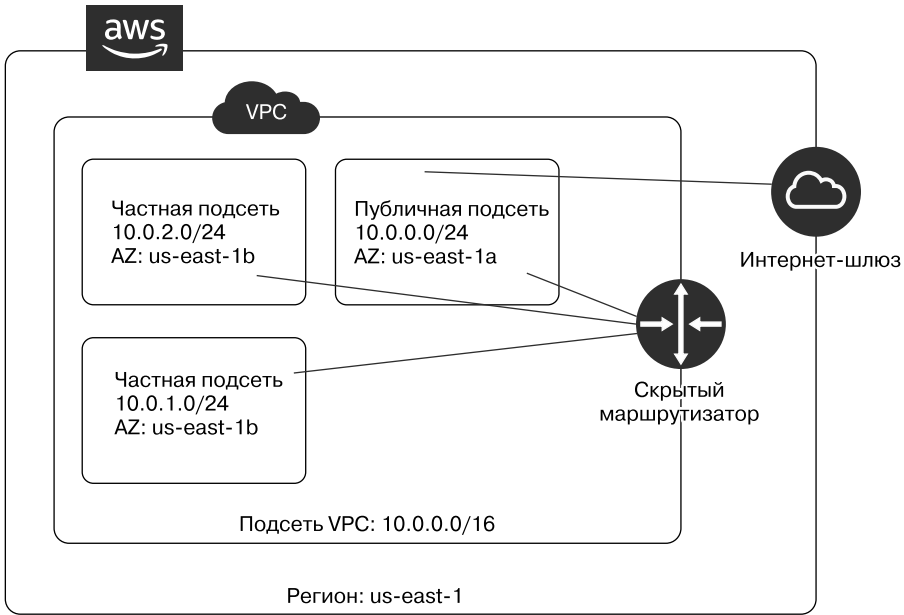 aws
VPC
Частная подсеть
10.0.2.0/24
AZ: us-east-1b
Публичная подсеть
10.0.0.0/24
AZ: us-east-1a
Интернет-шлюз
Частная подсеть
10.0.1.0/24
AZ: us-east-1b
Скрытый
маршрутизатор
Подсеть VPC: 10.0.0.0/16
Регион: us-east-1